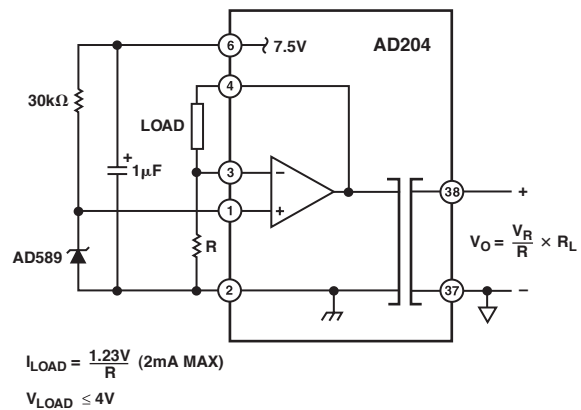 6
7.5V
AD204
4
30kΩ
LOAD
+
1μF
3
−
38
+
1
+
V_O = V_R/R × R_L
R
AD589
2
37
−
I_LOAD = 1.23V/R (2mA MAX)
V_LOAD ≤ 4V